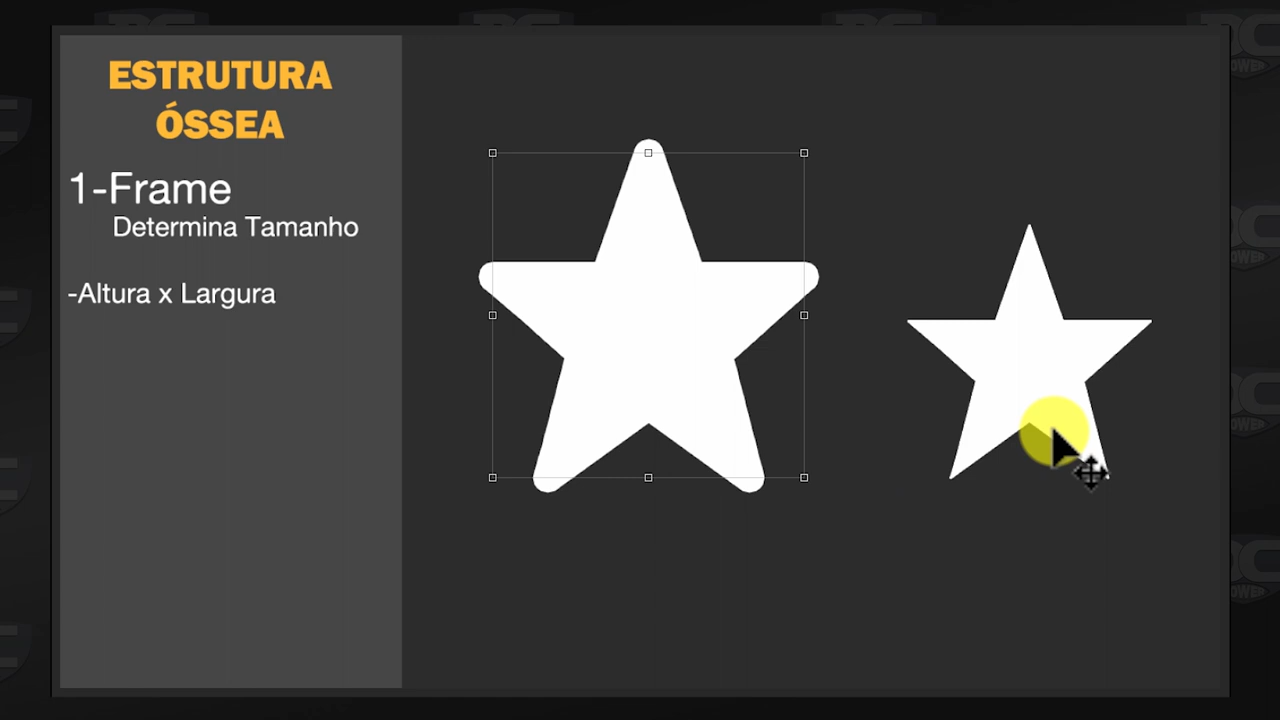 ESTRUTURA
ÓSSEA
1-Frame
Determina Tamanho
-Altura x Largura